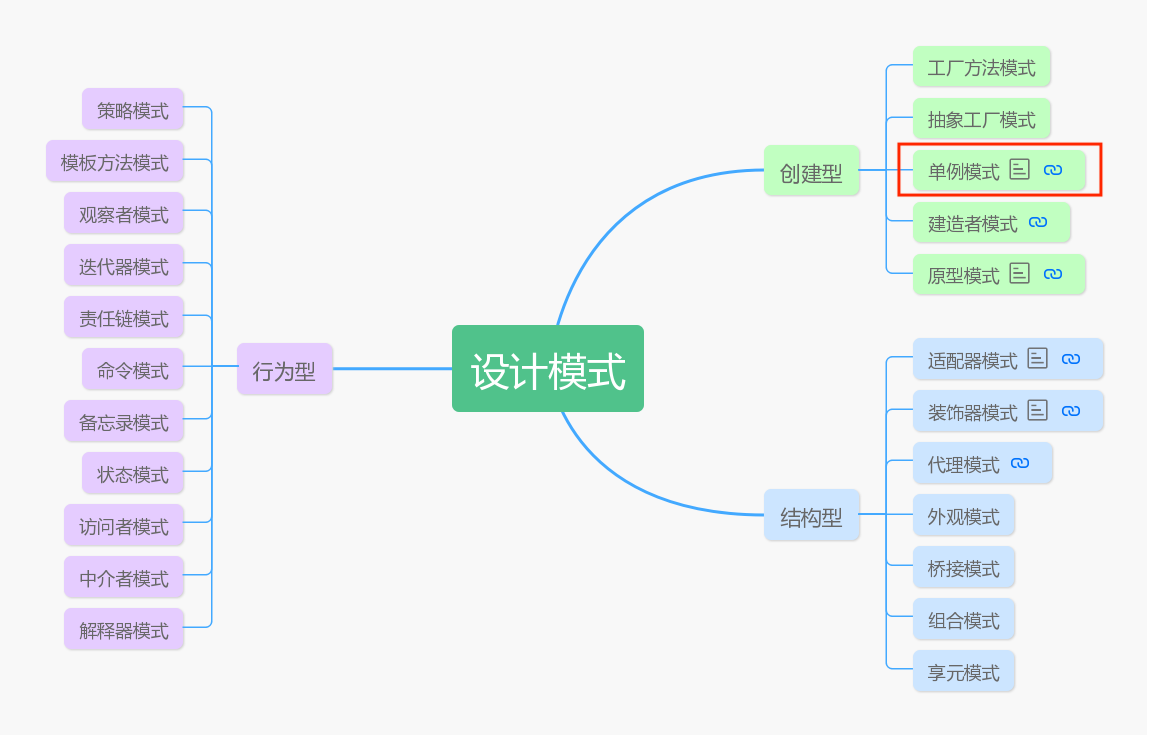 设计模式
创建型
工厂方法模式
抽象工厂模式
单例模式
建造者模式
原型模式
结构型
适配器模式
装饰器模式
代理模式
外观模式
桥接模式
组合模式
享元模式
行为型
策略模式
模板方法模式
观察者模式
迭代器模式
责任链模式
命令模式
备忘录模式
状态模式
访问者模式
中介者模式
解释器模式